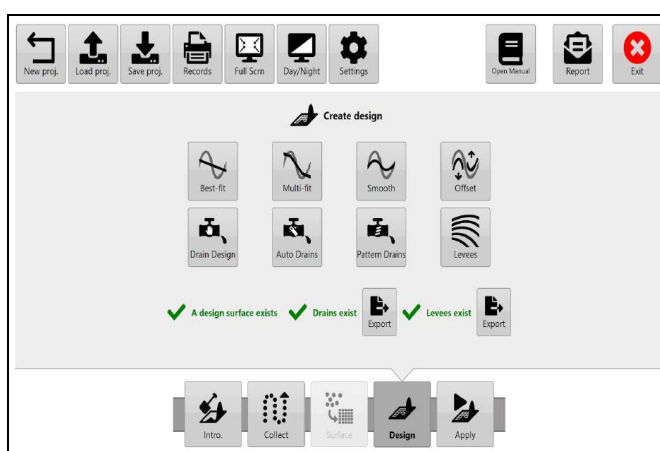 New proj.
Load proj.
Save proj.
Records
Full Scrn
Day/Night
Settings
Open Manual
Report
Exit
Create design
Best-fit
Multi-fit
Smooth
Offset
Drain Design
Auto Drains
Pattern Drains
Levees
A design surface exists
Drains exist
Export
Levees exist
Export
Intro.
Collect
Surface
Design
Apply